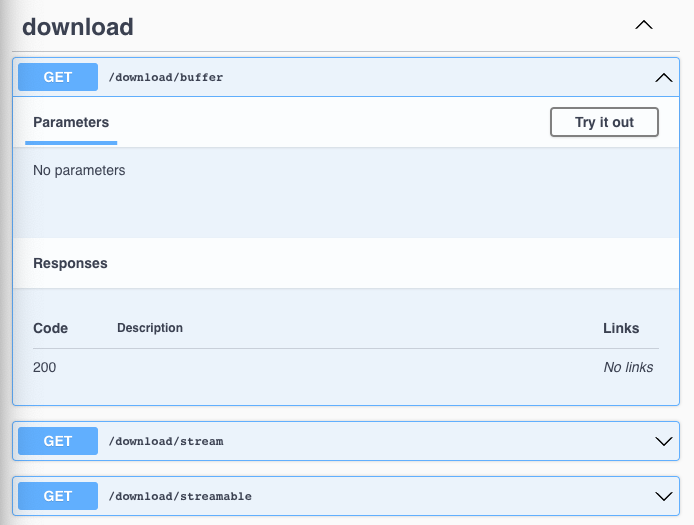 download
GET /download/buffer
Parameters Try it out
No parameters
Responses
Code Description Links
200 No links
GET /download/stream
GET /download/streamable